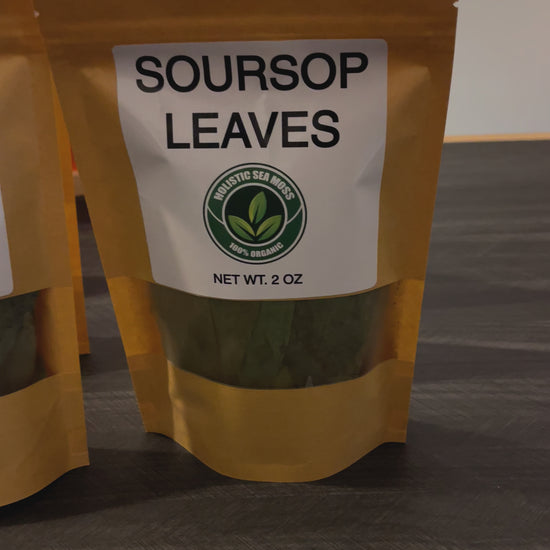 SOURSOP
LEAVES
HOLISTIC SEA MOSS
100% ORGANIC
NET WT. 2 OZ